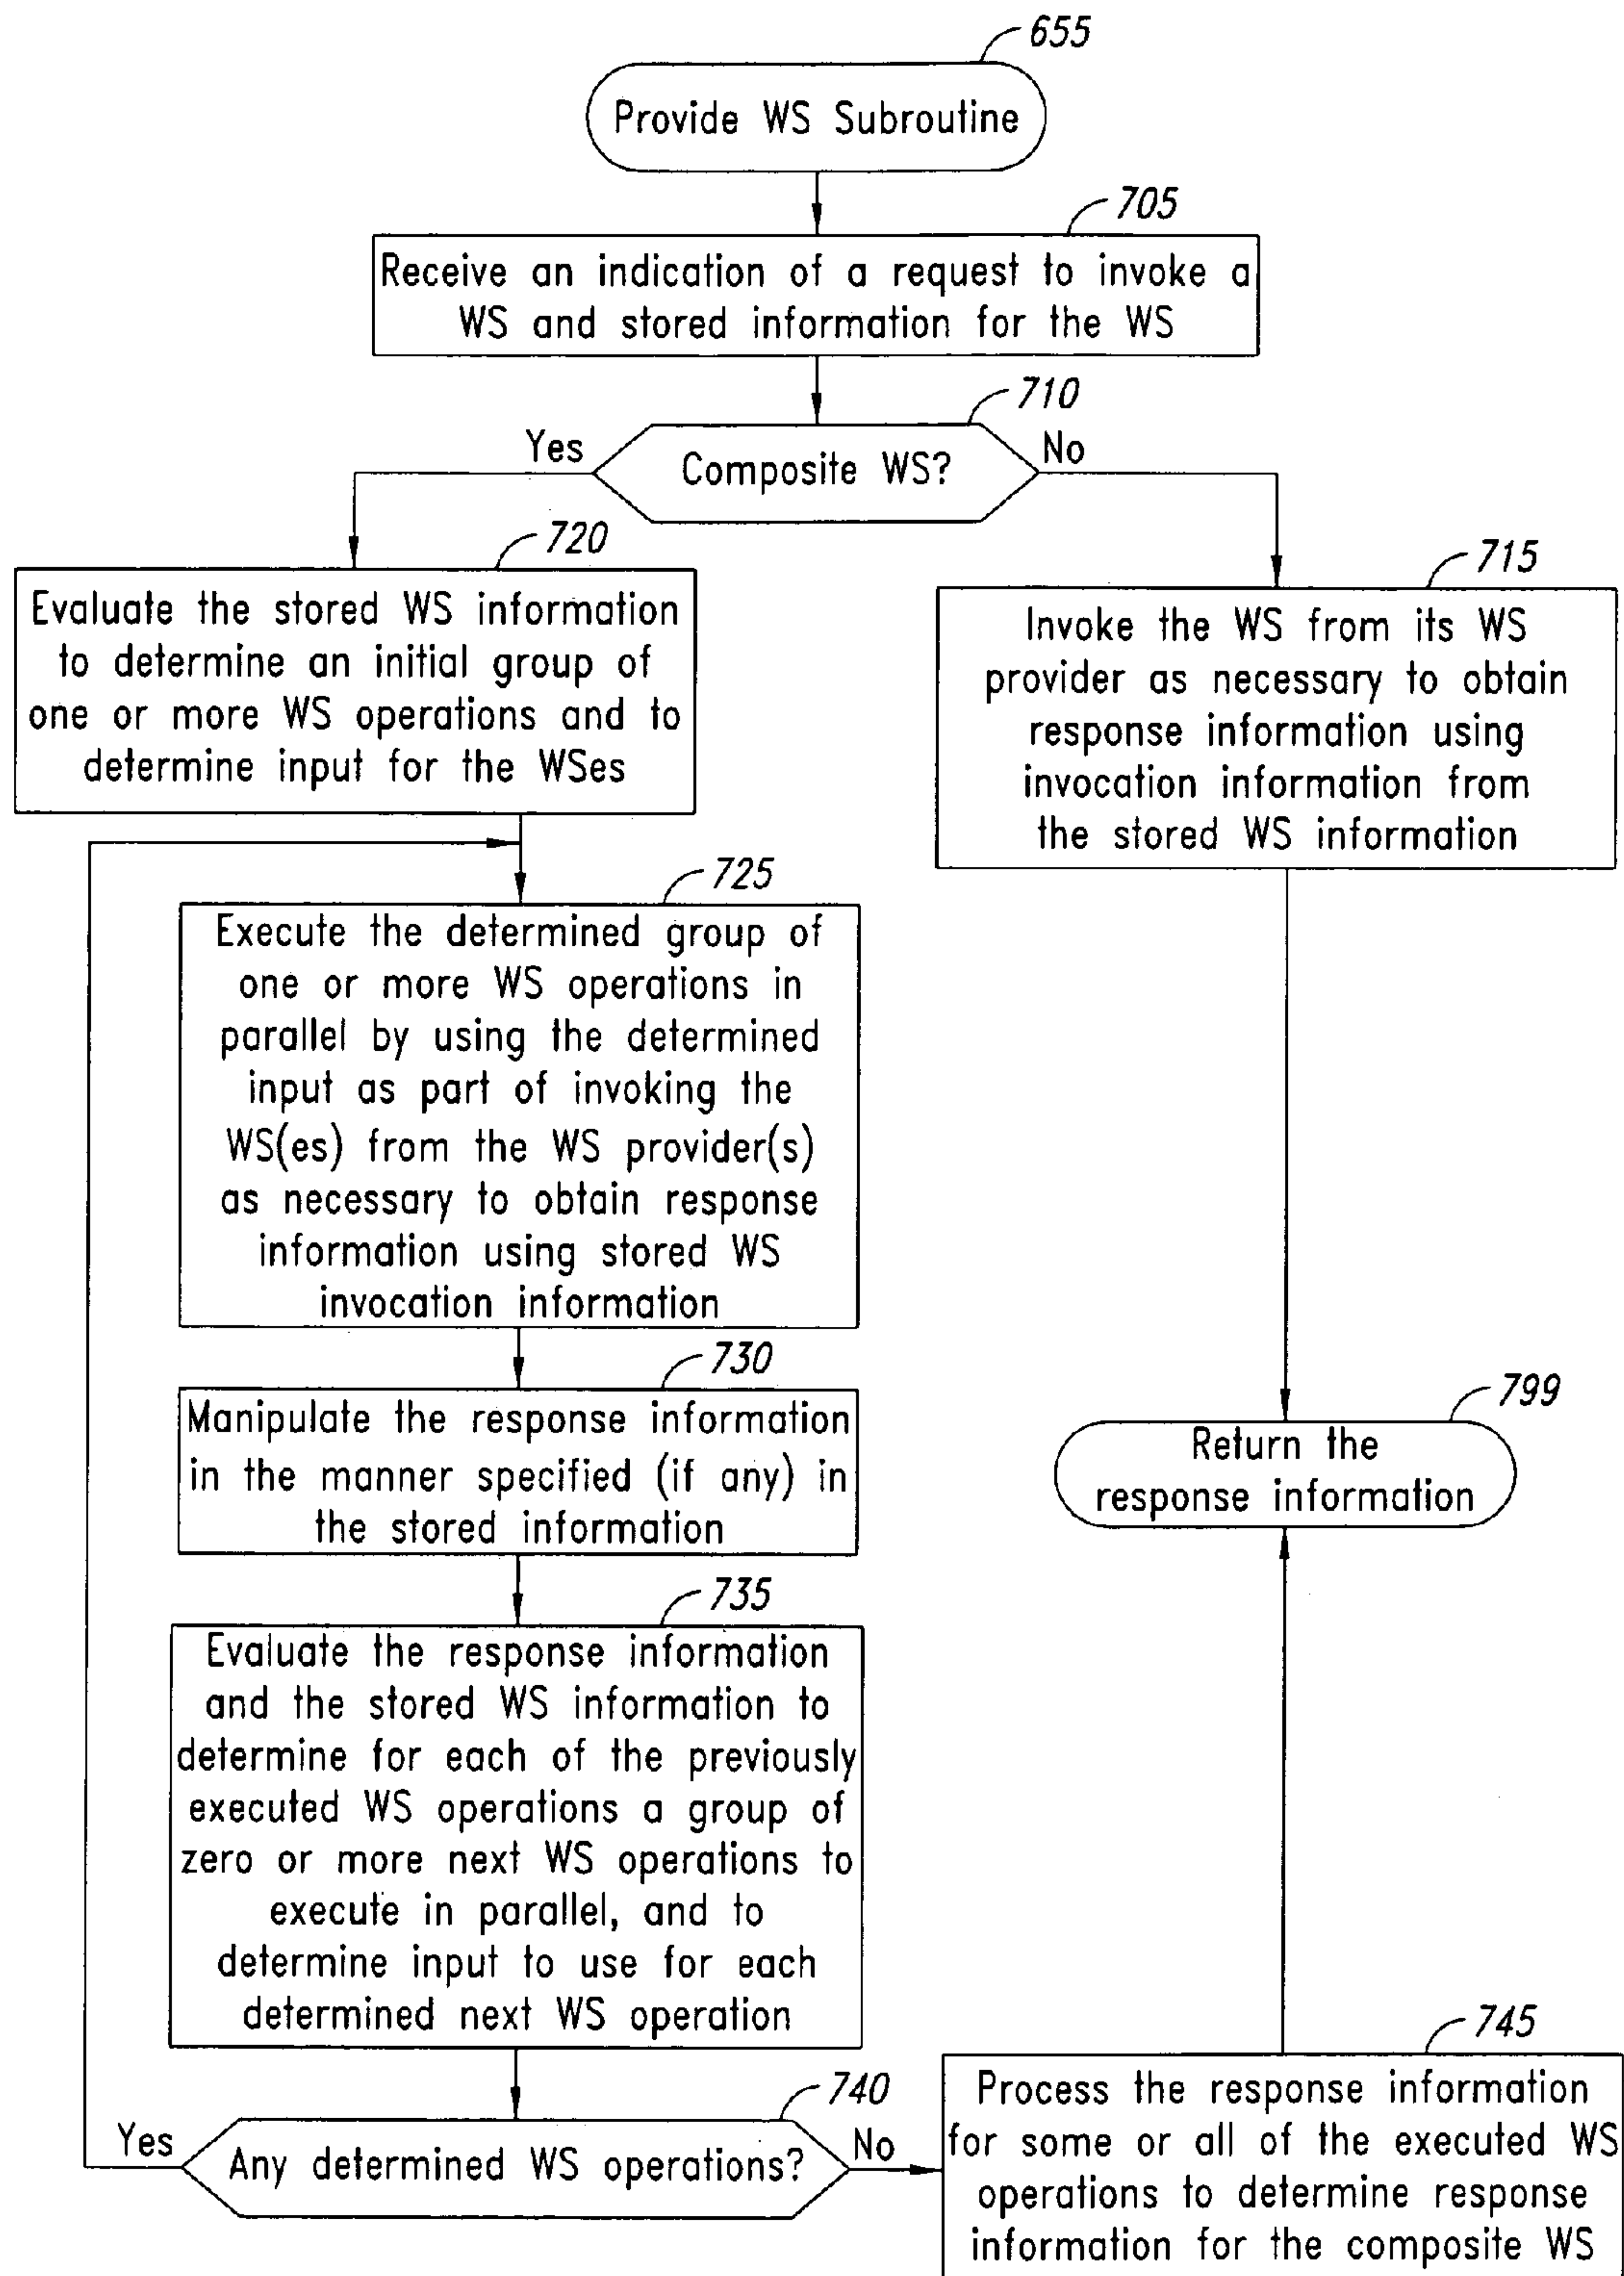 655
Provide WS Subroutine
705
Receive an indication of a request to invoke a
WS and stored information for the WS
710
Yes
Composite WS?
No
720
Evaluate the stored WS information
to determine an initial group of
one or more WS operations and to
determine input for the WSes
715
Invoke the WS from its WS
provider as necessary to obtain
response information using
invocation information from
the stored WS information
725
Execute the determined group of
one or more WS operations in
parallel by using the determined
input as part of invoking the
WS(es) from the WS provider(s)
as necessary to obtain response
information using stored WS
invocation information
730
Manipulate the response information
in the manner specified (if any) in
the stored information
799
Return the
response information
735
Evaluate the response information
and the stored WS information to
determine for each of the previously
executed WS operations a group of
zero or more next WS operations to
execute in parallel, and to
determine input to use for each
determined next WS operation
740
Yes
Any determined WS operations?
No
745
Process the response information
for some or all of the executed WS
operations to determine response
information for the composite WS